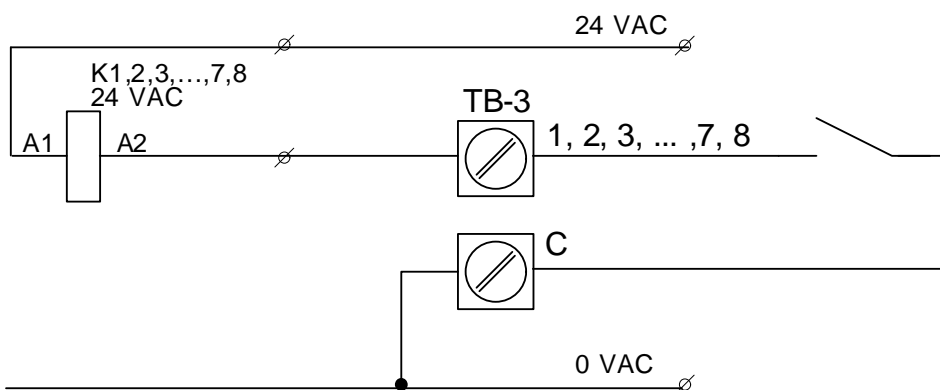 24 VAC
K1,2,3,...,7,8
24 VAC
TB-3
A1
A2
1, 2, 3, ... ,7, 8
C
0 VAC